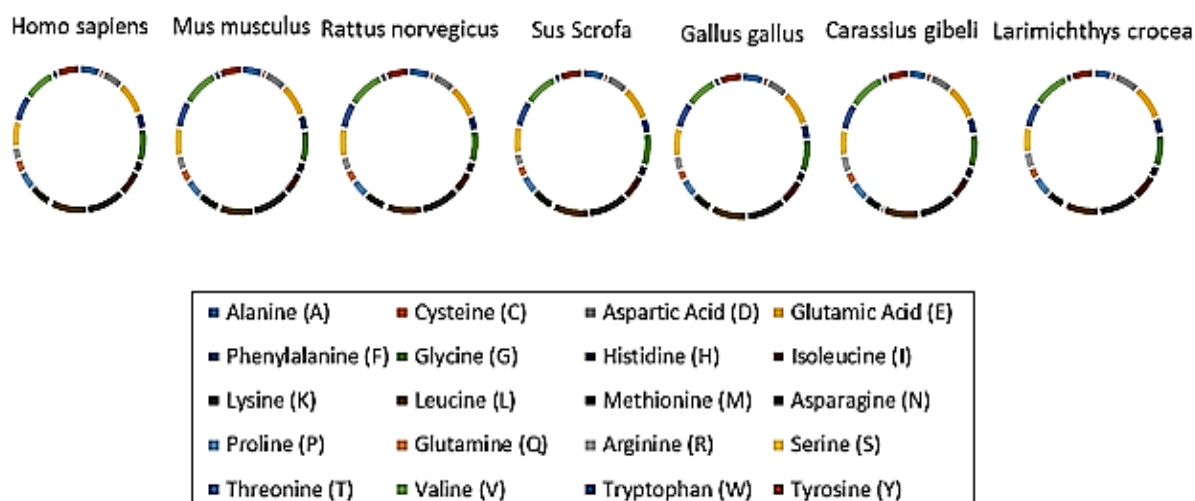 Homo sapiens Mus musculus Rattus norvegicus Sus Scrofa Gallus gallus Carassius gibeli Larimichthys crocea
Alanine (A) Cysteine (C) Aspartic Acid (D) Glutamic Acid (E)
Phenylalanine (F) Glycine (G) Histidine (H) Isoleucine (I)
Lysine (K) Leucine (L) Methionine (M) Asparagine (N)
Proline (P) Glutamine (Q) Arginine (R) Serine (S)
Threonine (T) Valine (V) Tryptophan (W) Tyrosine (Y)